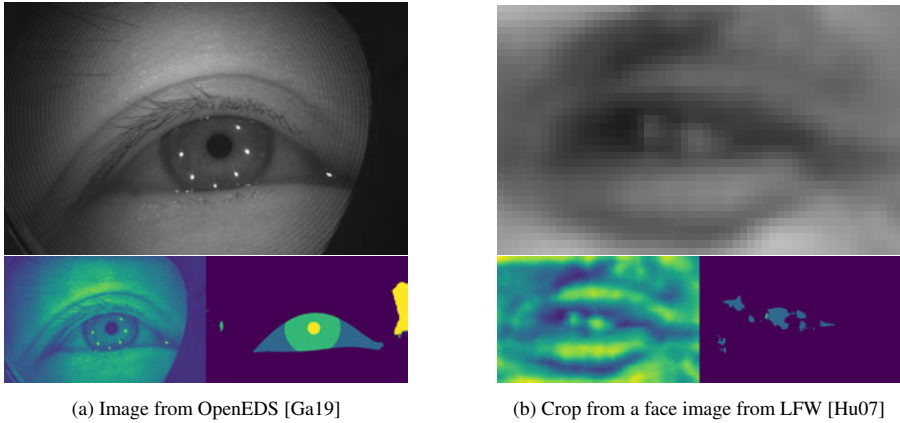 (a) Image from OpenEDS [Ga19]
(b) Crop from a face image from LFW [Hu07]